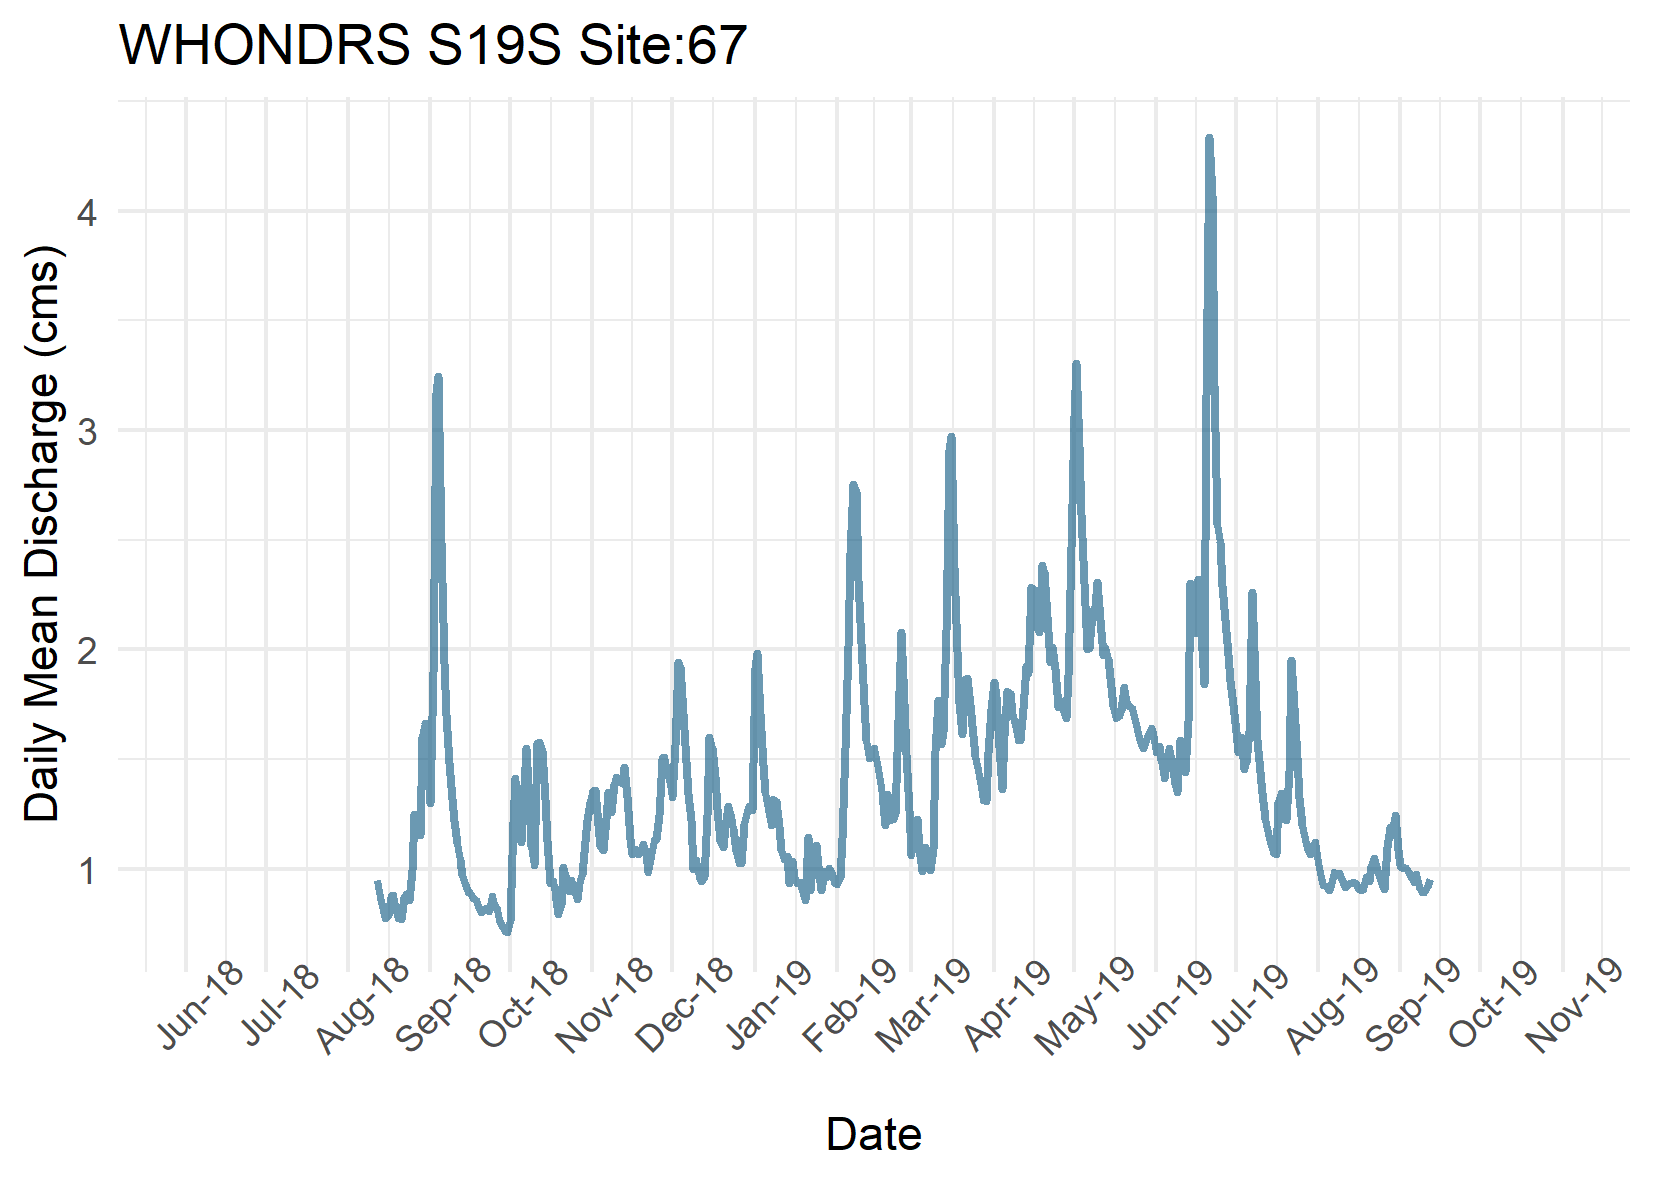 WHONDRS S19S Site:67
Daily Mean Discharge (cms)
4
3
2
1
Jun-18
Jul-18
Aug-18
Sep-18
Oct-18
Nov-18
Dec-18
Jan-19
Feb-19
Mar-19
Apr-19
May-19
Jun-19
Jul-19
Aug-19
Sep-19
Oct-19
Nov-19
Date